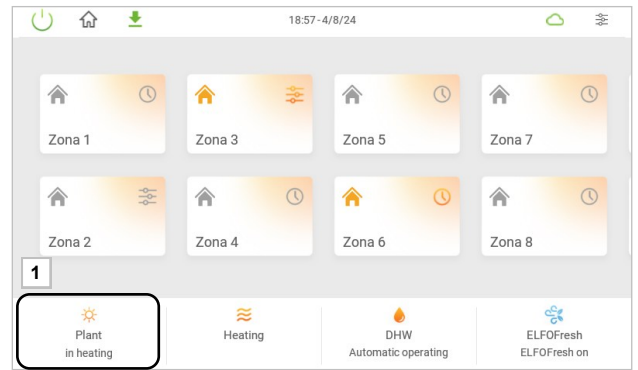 18:57 - 4/8/24
Zona 1
Zona 3
Zona 5
Zona 7
Zona 2
Zona 4
Zona 6
Zona 8
1
Plant
in heating
Heating
DHW
Automatic operating
ELFOFresh
ELFOFresh on